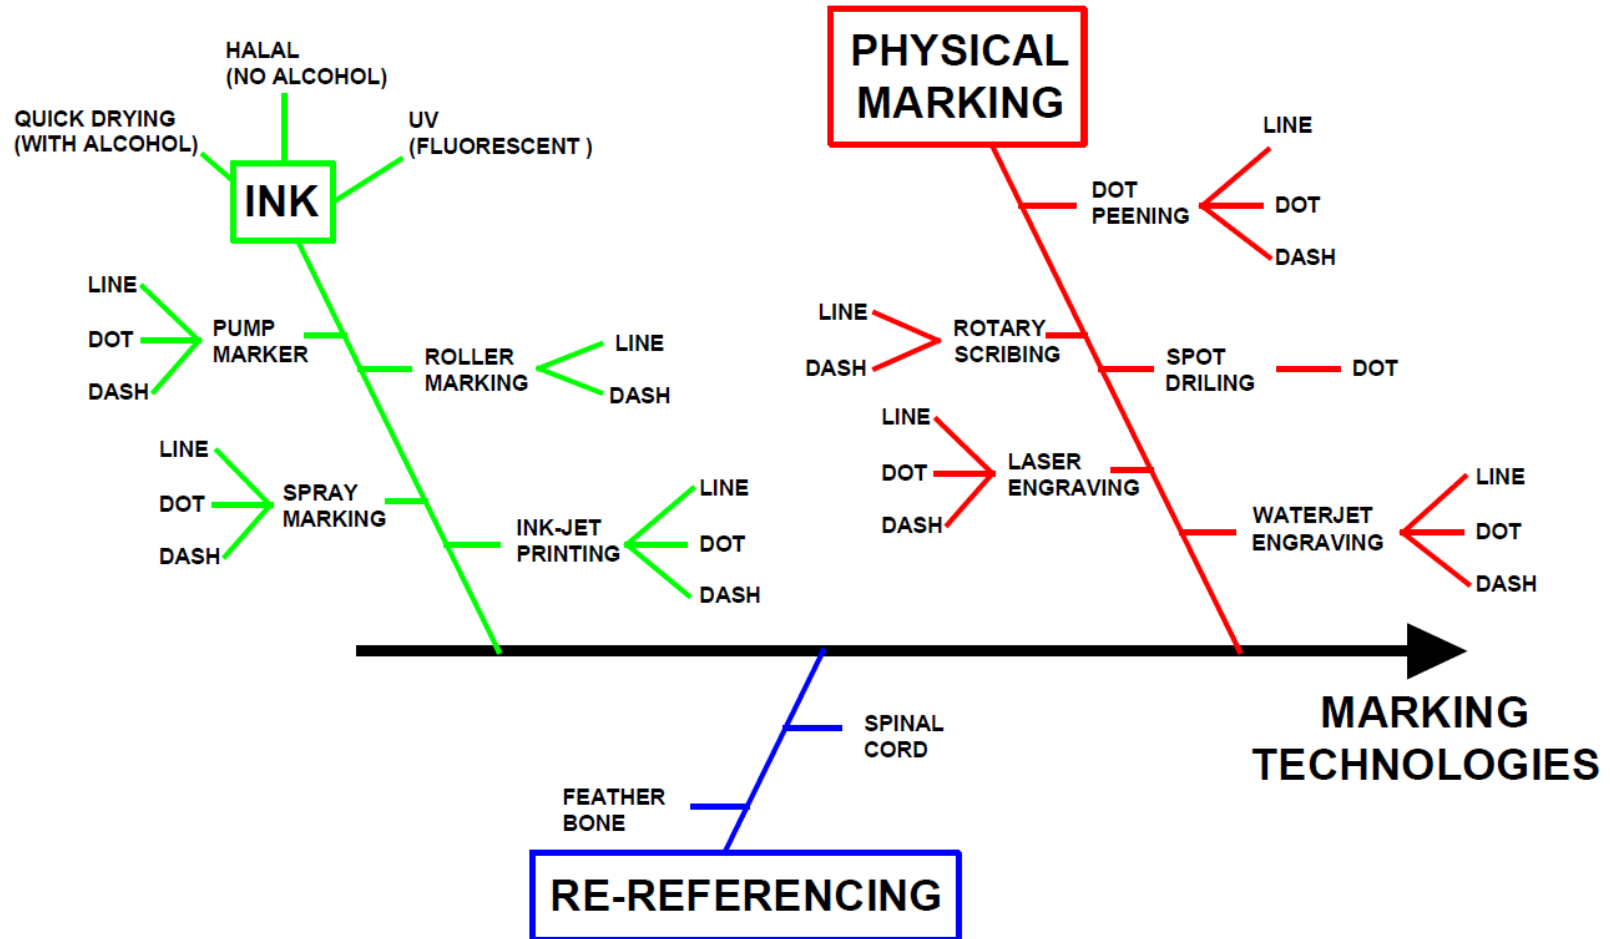 HALAL
(NO ALCOHOL)
QUICK DRYING
(WITH ALCOHOL)
UV
(FLUORESCENT )
INK
LINE
DOT
DASH
PUMP
MARKER
ROLLER
MARKING
LINE
DASH
LINE
DOT
DASH
SPRAY
MARKING
INK-JET
PRINTING
LINE
DOT
DASH
PHYSICAL
MARKING
DOT
PEENING
LINE
DOT
DASH
LINE
DASH
ROTARY
SCRIBING
SPOT
DRILING
DOT
LINE
DOT
DASH
LASER
ENGRAVING
WATERJET
ENGRAVING
LINE
DOT
DASH
MARKING
TECHNOLOGIES
SPINAL
CORD
FEATHER
BONE
RE-REFERENCING